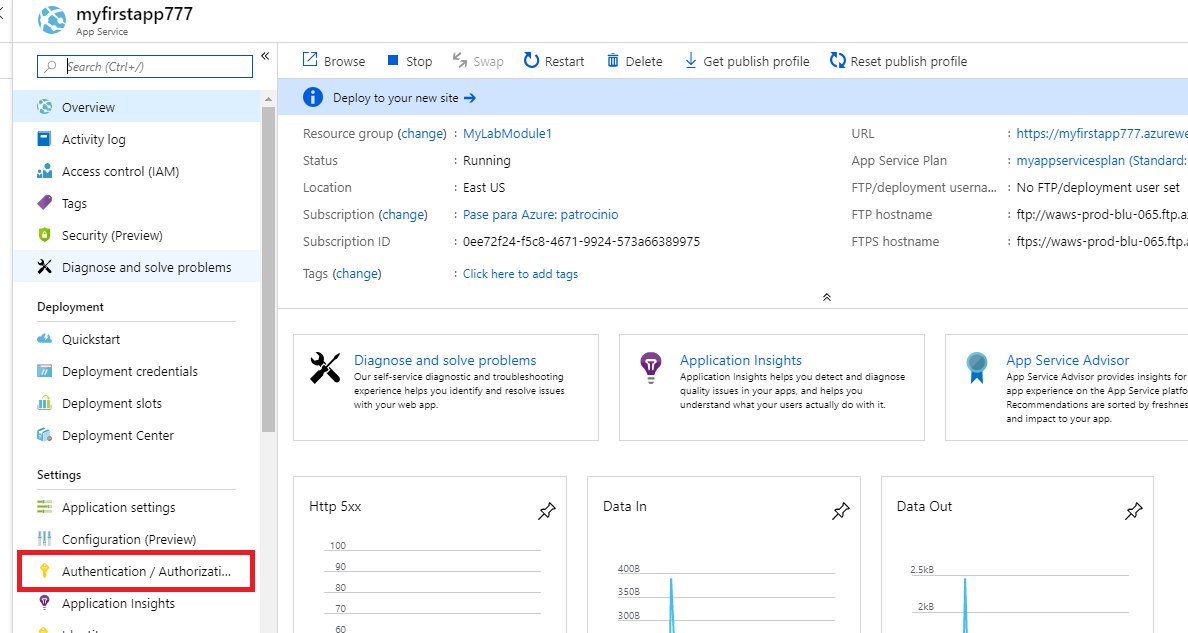 myfirstapp777
App Service
Search (Ctrl+/)
Overview
Activity log
Access control (IAM)
Tags
Security (Preview)
Diagnose and solve problems
Deployment
Quickstart
Deployment credentials
Deployment slots
Deployment Center
Settings
Application settings
Configuration (Preview)
Authentication / Authorizati...
Application Insights
Browse Stop Swap Restart Delete Get publish profile Reset publish profile
Deploy to your new site
Resource group (change) : MyLabModule1
Status : Running
Location : East US
Subscription (change) : Pase para Azure: patrocinio
Subscription ID : 0ee72f24-f5c8-4671-9924-573a66389975
Tags (change) : Click here to add tags
URL : https://myfirstapp777.azurewe
App Service Plan : myappservicesplan (Standard:
FTP/deployment userna... : No FTP/deployment user set
FTP hostname : ftp://waws-prod-blu-065.ftp.a
FTPS hostname : ftps://waws-prod-blu-065.ftp.
Diagnose and solve problems
Our self-service diagnostic and troubleshooting
experience helps you identify and resolve issues
with your web app.
Application Insights
Application Insights helps you detect and diagnose
quality issues in your apps, and helps you
understand what your users actually do with it.
App Service Advisor
App Service Advisor provides insights for
app experience on the App Service platfo
Recommendations are sorted by freshnes
and impact to your app.
Http 5xx
100
90
80
70
60
Data In
400B
350B
300B
Data Out
2.5kB
2kB